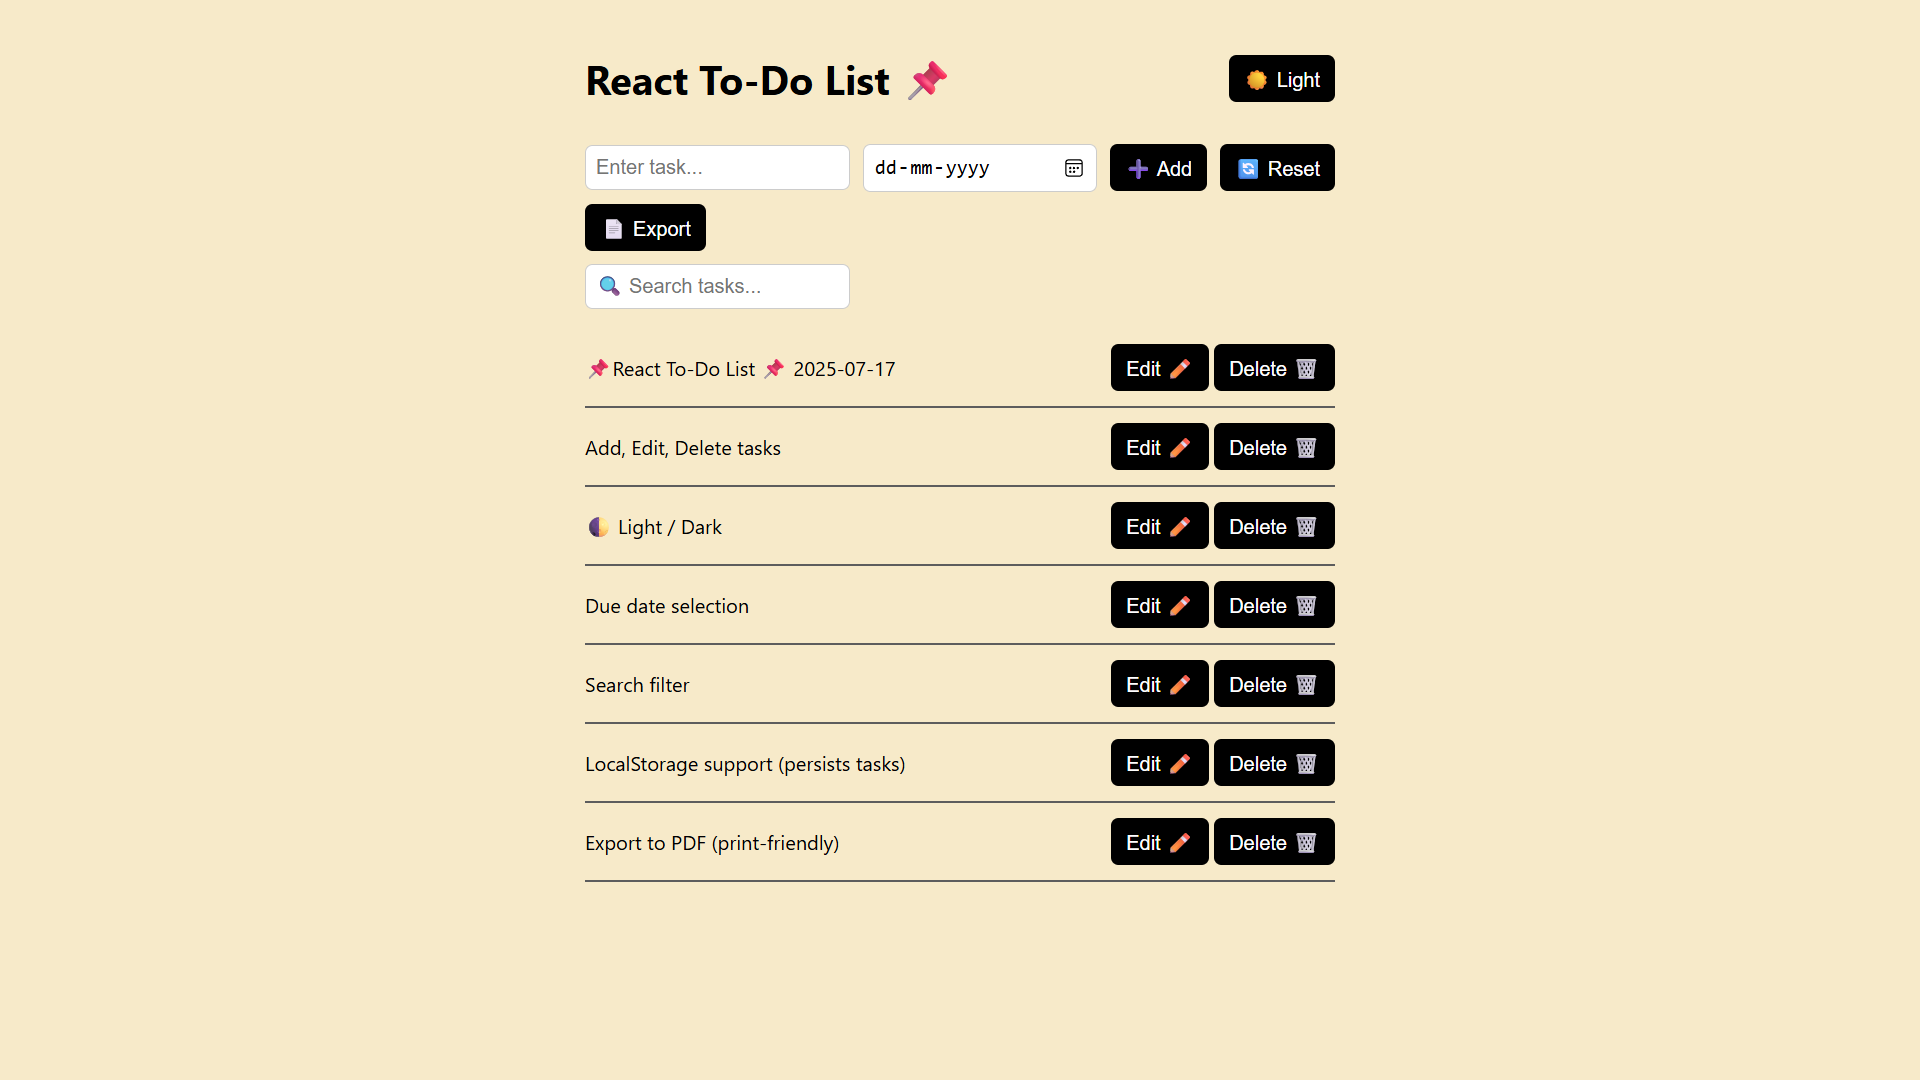 React To-Do List 📌
🌞 Light
Enter task...
dd-mm-yyyy
➕ Add
🔄 Reset
📄 Export
🔍 Search tasks...
📌React To-Do List 📌 2025-07-17
Edit ✏️
Delete 🗑️
Add, Edit, Delete tasks
Edit ✏️
Delete 🗑️
🌗 Light / Dark
Edit ✏️
Delete 🗑️
Due date selection
Edit ✏️
Delete 🗑️
Search filter
Edit ✏️
Delete 🗑️
LocalStorage support (persists tasks)
Edit ✏️
Delete 🗑️
Export to PDF (print-friendly)
Edit ✏️
Delete 🗑️